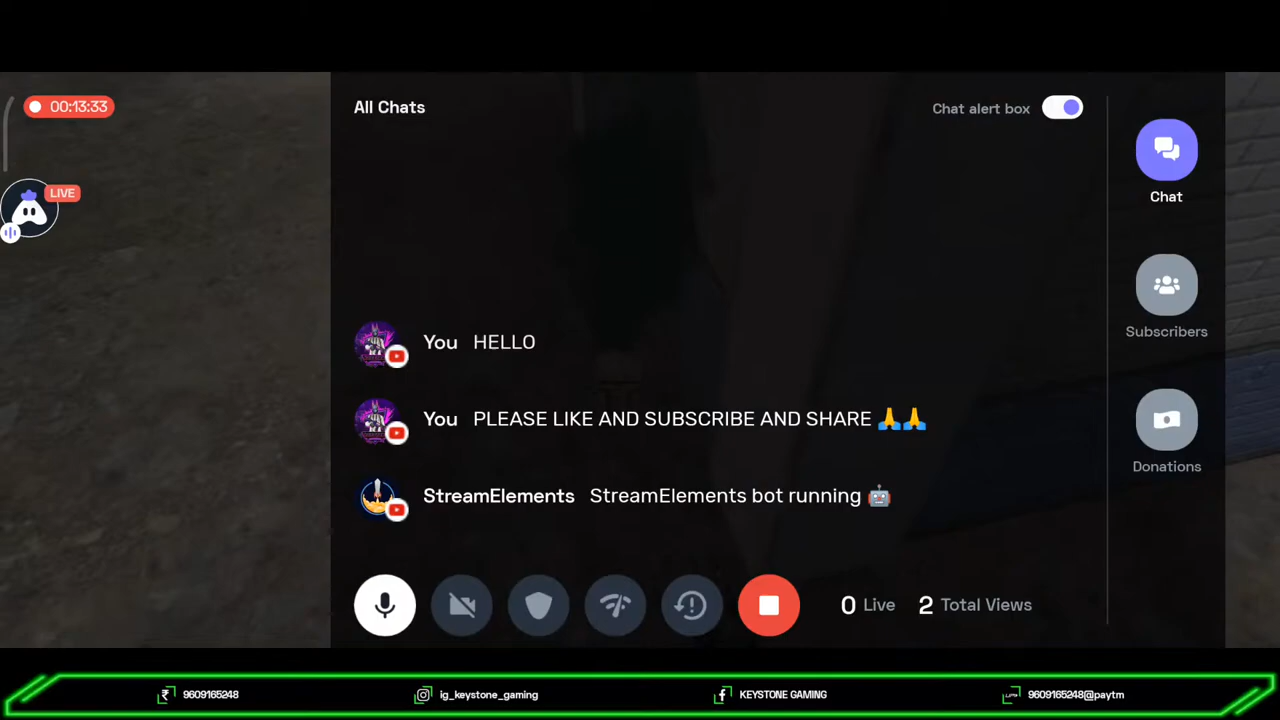 00:13:33
All Chats
Chat alert box
LIVE
Chat
Subscribers
You HELLO
You PLEASE LIKE AND SUBSCRIBE AND SHARE 🙏🙏
Donations
StreamElements StreamElements bot running 🤖
0 Live 2 Total Views
9609165248 ig_keystone_gaming KEYSTONE GAMING 9609165248@paytm